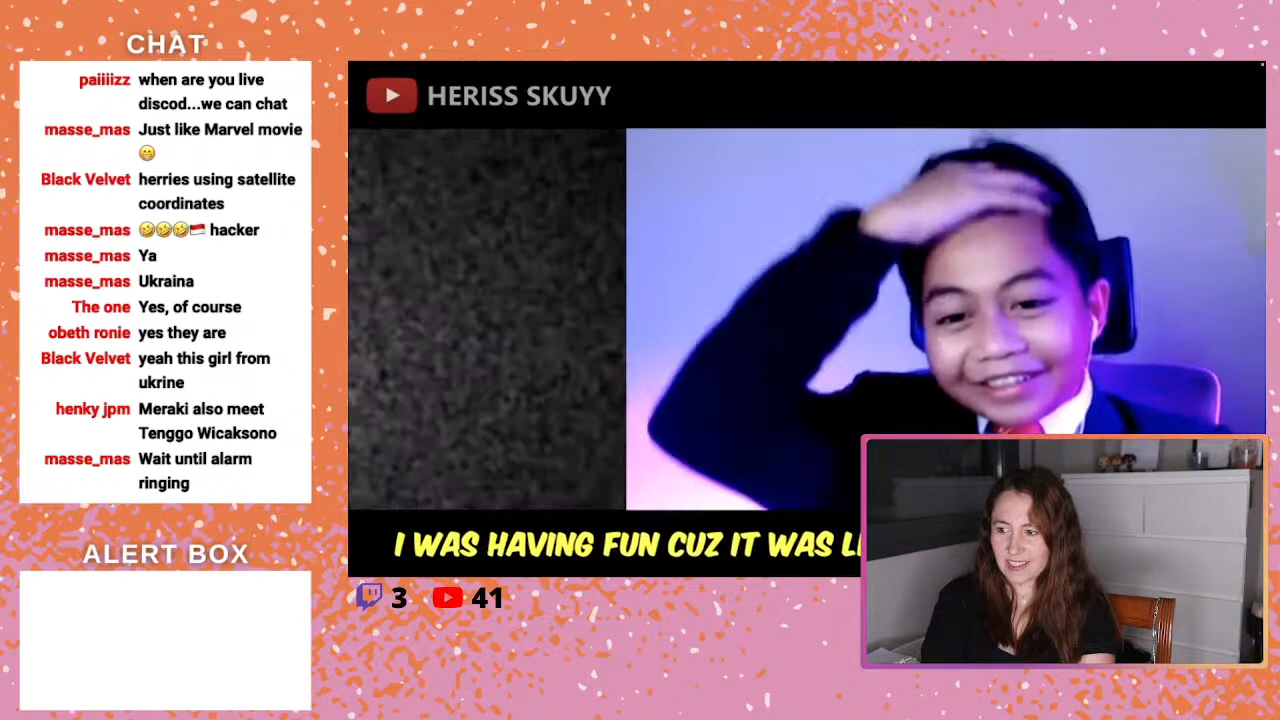 CHAT
paiiiizz when are you live
discod...we can chat
masse_mas Just like Marvel movie
😁
Black Velvet herries using satellite
coordinates
masse_mas 🤣🤣🤣🇮🇩 hacker
masse_mas Ya
masse_mas Ukraina
The one Yes, of course
obeth ronie yes they are
Black Velvet yeah this girl from
ukrine
henky jpm Meraki also meet
Tenggo Wicaksono
masse_mas Wait until alarm
ringing
ALERT BOX
HERISS SKUYY
I WAS HAVING FUN CUZ IT WAS
3 41